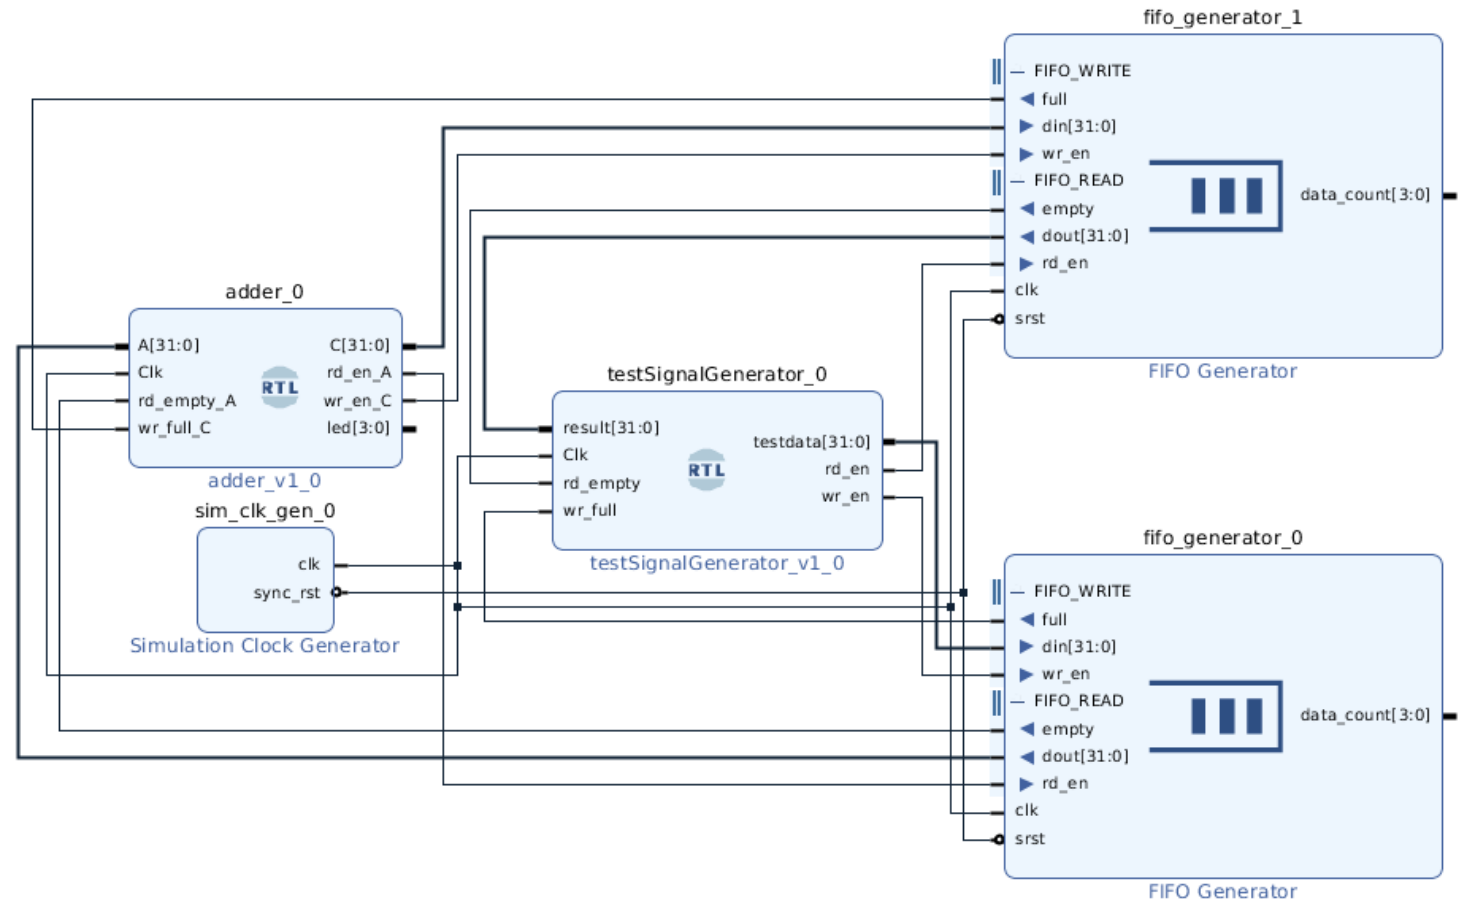 fifo_generator_1
FIFO_WRITE
full
din[31:0]
wr_en
FIFO_READ
empty
dout[31:0]
rd_en
clk
srst
data_count[3:0]
FIFO Generator
adder_0
A[31:0]
Clk
rd_empty_A
wr_full_C
RTL
C[31:0]
rd_en_A
wr_en_C
led[3:0]
adder_v1_0
sim_clk_gen_0
clk
sync_rst
Simulation Clock Generator
testSignalGenerator_0
result[31:0]
Clk
rd_empty
wr_full
RTL
testdata[31:0]
rd_en
wr_en
testSignalGenerator_v1_0
fifo_generator_0
FIFO_WRITE
full
din[31:0]
wr_en
FIFO_READ
empty
dout[31:0]
rd_en
clk
srst
data_count[3:0]
FIFO Generator